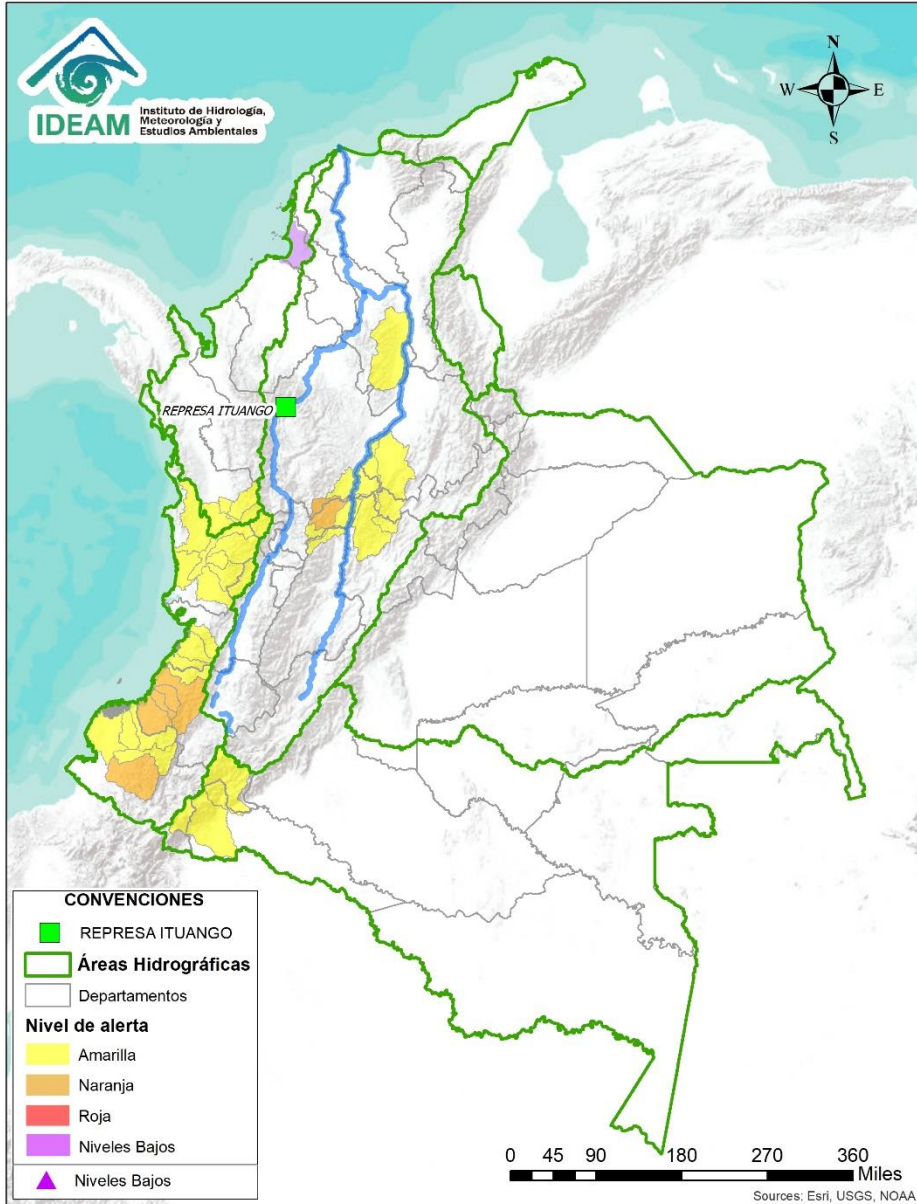 IDEAM
Instituto de Hidrología,
Meteorología y
Estudios Ambientales
N
W
E
S
REPRESA ITUANGO
CONVENCIONES
REPRESA ITUANGO
Áreas Hidrográficas
Departamentos
Nivel de alerta
Amarilla
Naranja
Roja
Niveles Bajos
Niveles Bajos
0 45 90 180 270 360
Miles
Sources: Esri, USGS, NOAA